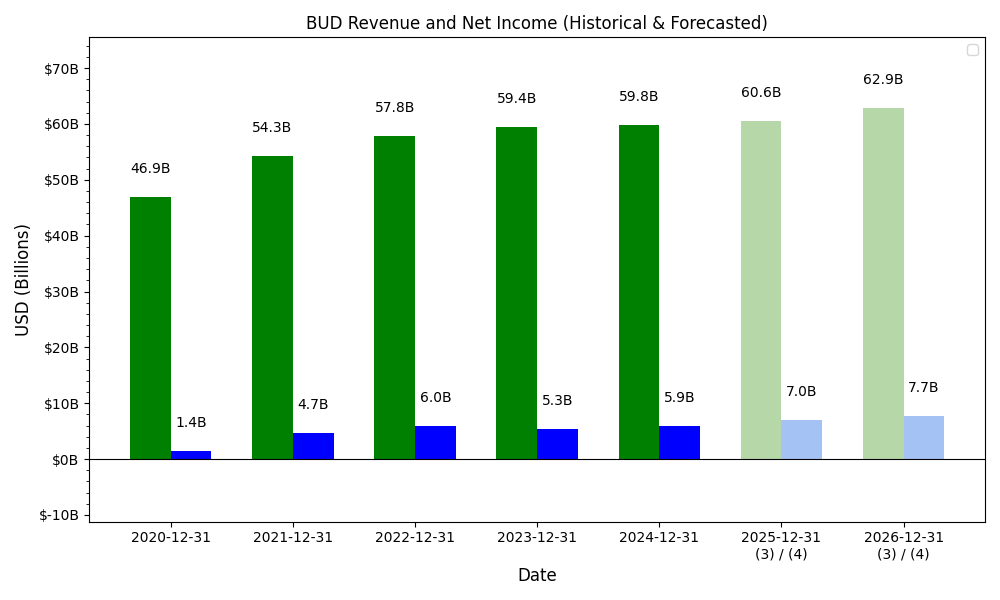 BUD Revenue and Net Income (Historical & Forecasted)
USD (Billions)
$70B
$60B
$50B
$40B
$30B
$20B
$10B
$0B
$-10B
46.9B
1.4B
54.3B
4.7B
57.8B
6.0B
59.4B
5.3B
59.8B
5.9B
60.6B
7.0B
62.9B
7.7B
2020-12-31
2021-12-31
2022-12-31
2023-12-31
2024-12-31
2025-12-31
(3) / (4)
2026-12-31
(3) / (4)
Date